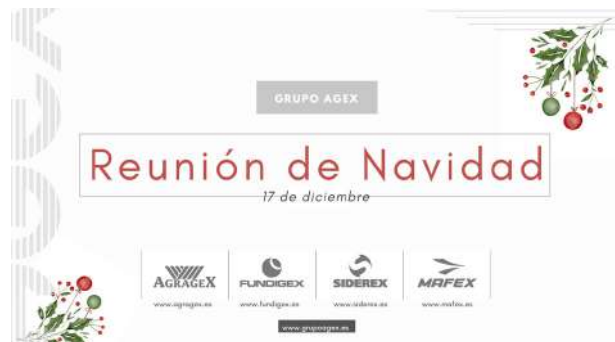 GRUPO AGEX
Reunión de Navidad
17 de diciembre
AGRAGEX
FUNDIGEX
SIDEREX
MAFEX
www.agragex.es
www.fundigex.es
www.siderex.es
www.mafex.es
www.grupoagex.es